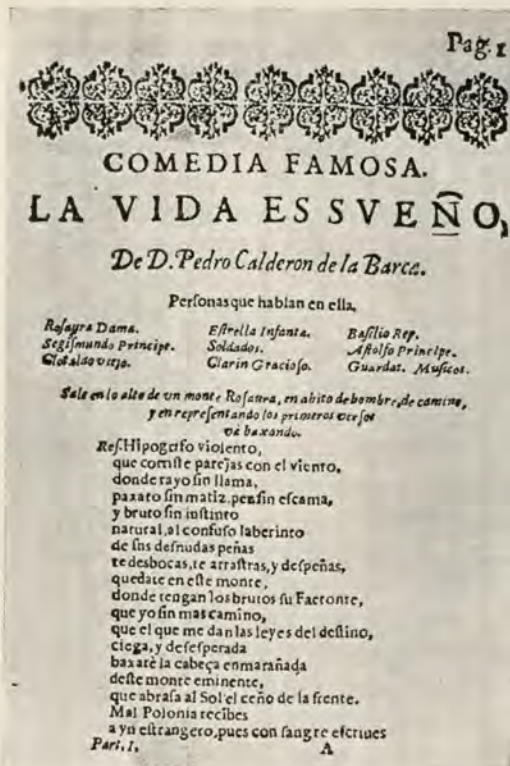 Pag. 1
COMEDIA FAMOSA.
LA VIDA ES SVEÑO,
De D. Pedro Calderon de la Barca.
Perſonas que hablan en ella,
Roſaura Dama. Eſtrella Infanta. Baſilio Rey.
Segiſmundo Principe. Soldados. Aſtolfo Principe.
Clotaldo viejo. Clarin Gracioſo. Guardas. Muſicos.
Sale en lo alto de vn monte Roſaura, en abito de hombre, de camino,
y en repreſentando los primeros verſos
và baxando.
Roſ. Hipogrifo violento,
que corriſte parejas con el viento,
donde rayo ſin llama,
paxaro ſin matiz, pez ſin eſcama,
y bruto ſin inſtinto
natural, al confuſo laberinto
de ſus deſnudas peñas
te desbocas, te arraſtras, y deſpeñas,
quedate en eſte monte,
donde tengan los brutos ſu Faetonte,
que yo ſin mas camino,
que el que me dan las leyes del deſtino,
ciega, y deſeſperada
baxarè la cabeça enmarañada
deſte monte eminente,
que abraſa al Sol el ceño de la frente.
Mal Polonia recibes
a vn eſtrangero, pues con ſangre eſcriues
Part. I. A